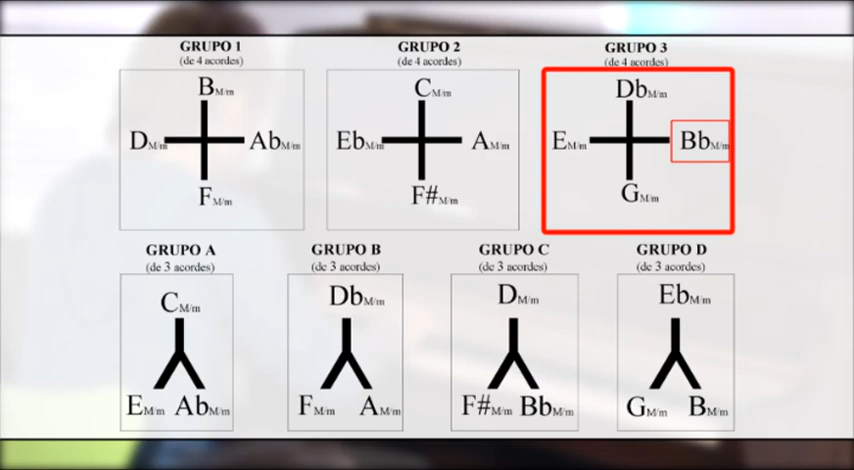 GRUPO 1
(de 4 acordes)
BM/m
DM/m AbM/m
FM/m
GRUPO 2
(de 4 acordes)
CM/m
EbM/m AM/m
F#M/m
GRUPO 3
(de 4 acordes)
DbM/m
EM/m BbM/m
GM/m
GRUPO A
(de 3 acordes)
CM/m
EM/m AbM/m
GRUPO B
(de 3 acordes)
DbM/m
FM/m AM/m
GRUPO C
(de 3 acordes)
DM/m
F#M/m BbM/m
GRUPO D
(de 3 acordes)
EbM/m
GM/m BM/m